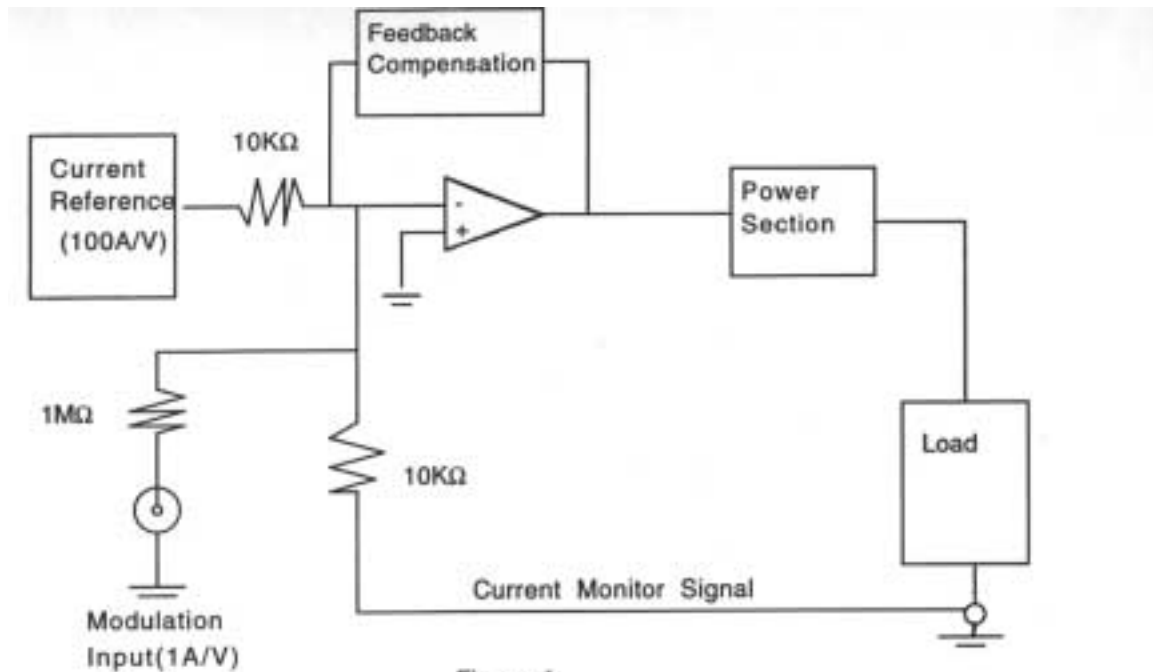 Feedback
Compensation
10KΩ
Current
Reference
(100A/V)
-
+
Power
Section
1MΩ
10KΩ
Load
Current Monitor Signal
Modulation
Input(1A/V)